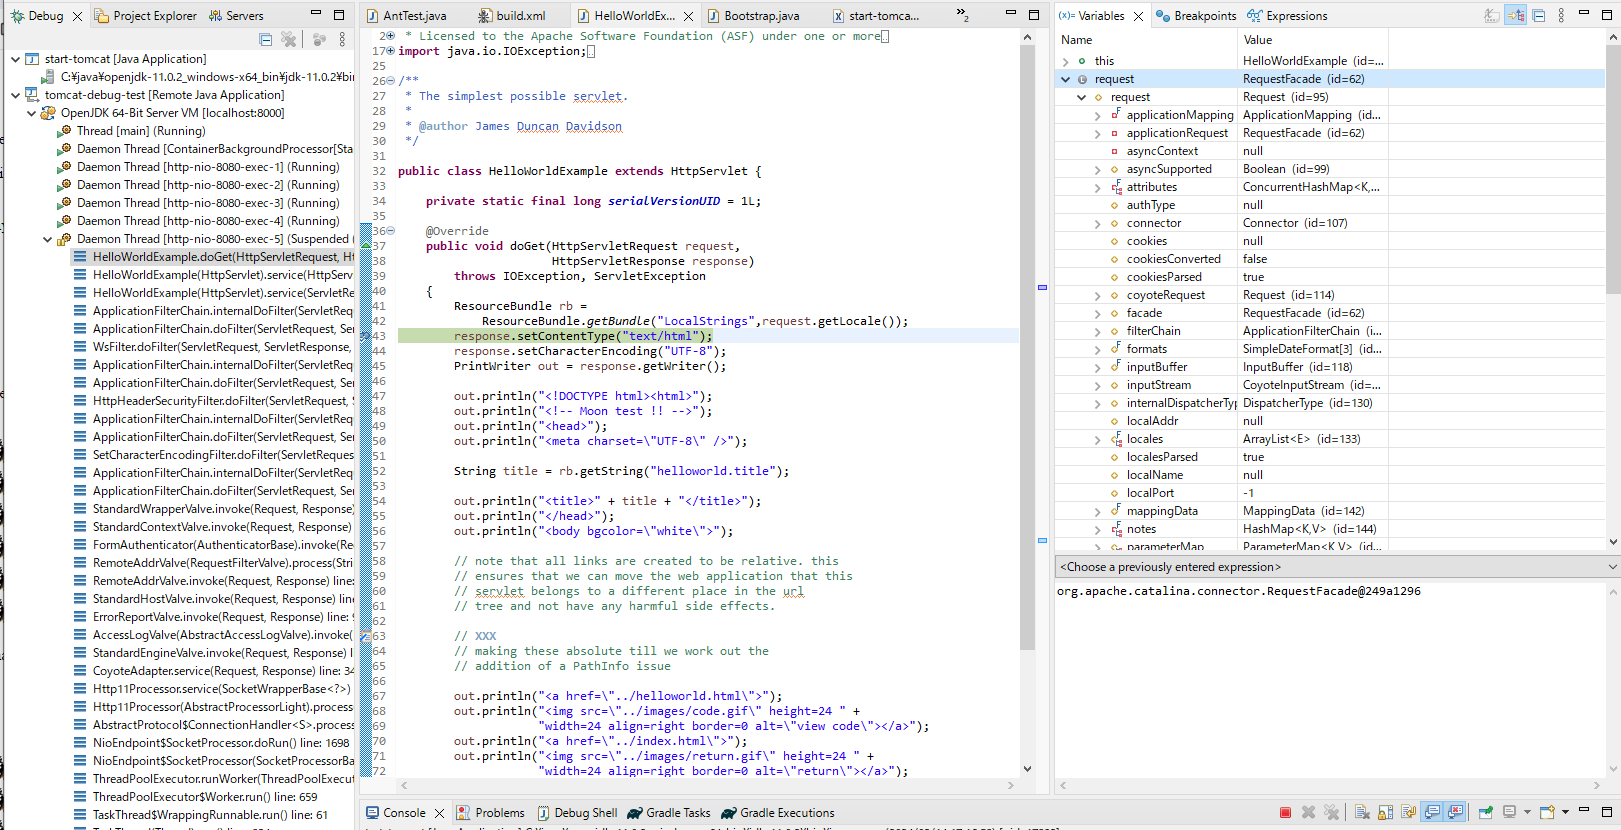 Debug
Project Explorer
Servers
start-tomcat [Java Application]
C:¥java¥openjdk-11.0.2_windows-x64_bin¥jdk-11.0.2¥bin
tomcat-debug-test [Remote Java Application]
OpenJDK 64-Bit Server VM [localhost:8000]
Thread [main] (Running)
Daemon Thread [ContainerBackgroundProcessor[Sta
Daemon Thread [http-nio-8080-exec-1] (Running)
Daemon Thread [http-nio-8080-exec-2] (Running)
Daemon Thread [http-nio-8080-exec-3] (Running)
Daemon Thread [http-nio-8080-exec-4] (Running)
Daemon Thread [http-nio-8080-exec-5] (Suspended (
HelloWorldExample.doGet(HttpServletRequest, Ht
HelloWorldExample(HttpServlet).service(HttpServ
HelloWorldExample(HttpServlet).service(ServletRe
ApplicationFilterChain.internalDoFilter(ServletReq
ApplicationFilterChain.doFilter(ServletRequest, Se
WsFilter.doFilter(ServletRequest, ServletResponse,
ApplicationFilterChain.internalDoFilter(ServletReq
ApplicationFilterChain.doFilter(ServletRequest, Se
HttpHeaderSecurityFilter.doFilter(ServletRequest,
ApplicationFilterChain.internalDoFilter(ServletReq
ApplicationFilterChain.doFilter(ServletRequest, Se
SetCharacterEncodingFilter.doFilter(ServletReques
ApplicationFilterChain.internalDoFilter(ServletReq
ApplicationFilterChain.doFilter(ServletRequest, Se
StandardWrapperValve.invoke(Request, Response)
StandardContextValve.invoke(Request, Response)
FormAuthenticator(AuthenticatorBase).invoke(Re
RemoteAddrValve(RequestFilterValve).process(Stri
RemoteAddrValve.invoke(Request, Response) line:
StandardHostValve.invoke(Request, Response) line:
ErrorReportValve.invoke(Request, Response) line: 9
AccessLogValve(AbstractAccessLogValve).invoke(
StandardEngineValve.invoke(Request, Response) l
CoyoteAdapter.service(Request, Response) line: 34
Http11Processor.service(SocketWrapperBase<?>)
Http11Processor(AbstractProcessorLight).process
AbstractProtocol$ConnectionHandler<S>.process
NioEndpoint$SocketProcessor.doRun() line: 1698
NioEndpoint$SocketProcessor(SocketProcessorBa
ThreadPoolExecutor.runWorker(ThreadPoolExecut
ThreadPoolExecutor$Worker.run() line: 659
TaskThread$WrappingRunnable.run() line: 61
AntTest.java
build.xml
HelloWorldEx...
Bootstrap.java
start-tomca...
»2
2 * Licensed to the Apache Software Foundation (ASF) under one or more
17 import java.io.IOException;
25
26 /**
27 * The simplest possible servlet.
28 *
29 * @author James Duncan Davidson
30 */
31
32 public class HelloWorldExample extends HttpServlet {
33
34 private static final long serialVersionUID = 1L;
35
36 @Override
37 public void doGet(HttpServletRequest request,
38 HttpServletResponse response)
39 throws IOException, ServletException
40 {
41 ResourceBundle rb =
42 ResourceBundle.getBundle("LocalStrings",request.getLocale());
43 response.setContentType("text/html");
44 response.setCharacterEncoding("UTF-8");
45 PrintWriter out = response.getWriter();
46
47 out.println("<!DOCTYPE html><html>");
48 out.println("<!-- Moon test !! -->");
49 out.println("<head>");
50 out.println("<meta charset=\"UTF-8\" />");
51
52 String title = rb.getString("helloworld.title");
53
54 out.println("<title>" + title + "</title>");
55 out.println("</head>");
56 out.println("<body bgcolor=\"white\">");
57
58 // note that all links are created to be relative. this
59 // ensures that we can move the web application that this
60 // servlet belongs to a different place in the url
61 // tree and not have any harmful side effects.
62
63 // XXX
64 // making these absolute till we work out the
65 // addition of a PathInfo issue
66
67 out.println("<a href=\"../helloworld.html\">");
68 out.println("<img src=\"../images/code.gif\" height=24 " +
69 "width=24 align=right border=0 alt=\"view code\"></a>");
70 out.println("<a href=\"../index.html\">");
71 out.println("<img src=\"../images/return.gif\" height=24 " +
72 "width=24 align=right border=0 alt=\"return\"></a>");
(x)= Variables
Breakpoints
Expressions
Name Value
this HelloWorldExample (id=...
request RequestFacade (id=62)
request Request (id=95)
applicationMapping ApplicationMapping (id...
applicationRequest RequestFacade (id=62)
asyncContext null
asyncSupported Boolean (id=99)
attributes ConcurrentHashMap<K,...
authType null
connector Connector (id=107)
cookies null
cookiesConverted false
cookiesParsed true
coyoteRequest Request (id=114)
facade RequestFacade (id=62)
filterChain ApplicationFilterChain (i...
formats SimpleDateFormat[3] (id...
inputBuffer InputBuffer (id=118)
inputStream CoyoteInputStream (id=...
internalDispatcherTyp DispatcherType (id=130)
localAddr null
locales ArrayList<E> (id=133)
localesParsed true
localName null
localPort -1
mappingData MappingData (id=142)
notes HashMap<K,V> (id=144)
parameterMap ParameterMap<K,V> (id...
<Choose a previously entered expression>
org.apache.catalina.connector.RequestFacade@249a1296
Console
Problems
Debug Shell
Gradle Tasks
Gradle Executions